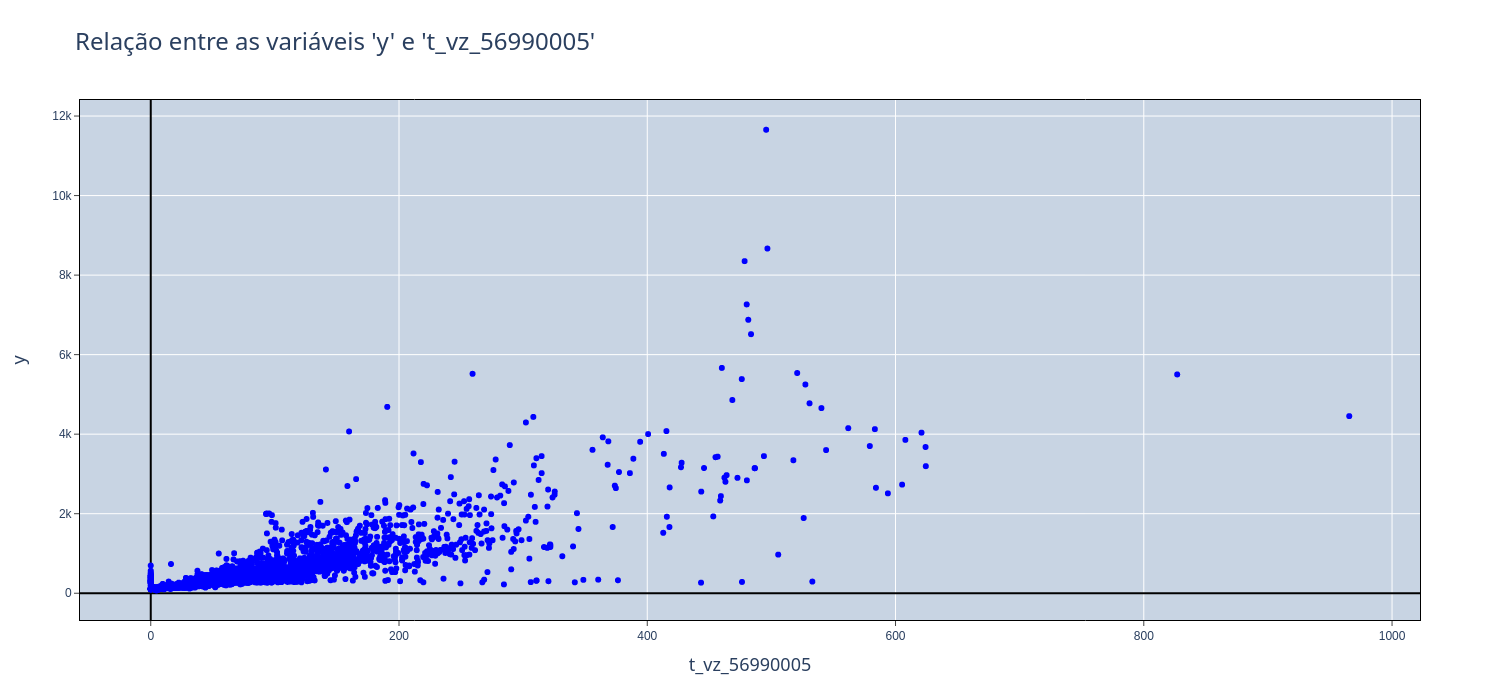 Relação entre as variáveis 'y' e 't_vz_56990005'
12k
10k
8k
6k
y
4k
2k
0
0 200 400 600 800 1000
t_vz_56990005